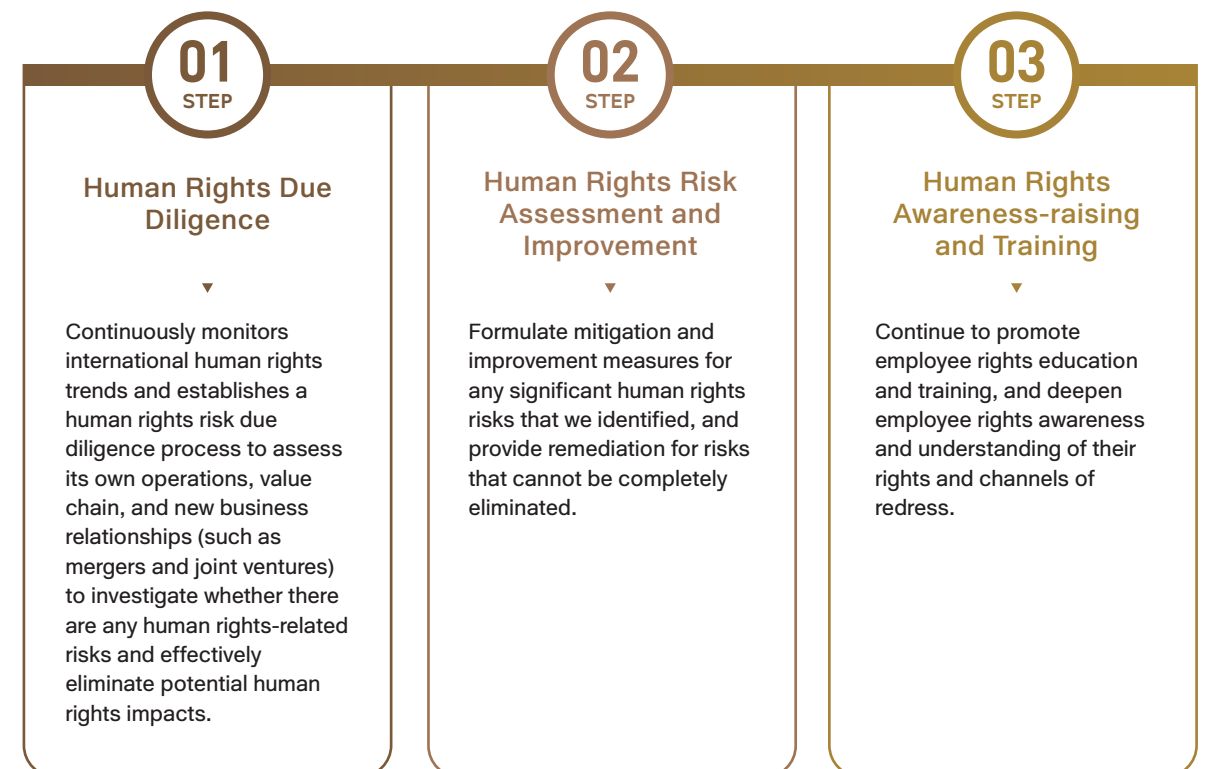 01
STEP
Human Rights Due
Diligence
Continuously monitors
international human rights
trends and establishes a
human rights risk due
diligence process to assess
its own operations, value
chain, and new business
relationships (such as
mergers and joint ventures)
to investigate whether there
are any human rights-related
risks and effectively
eliminate potential human
rights impacts.
02
STEP
Human Rights Risk
Assessment and
Improvement
Formulate mitigation and
improvement measures for
any significant human rights
risks that we identified, and
provide remediation for risks
that cannot be completely
eliminated.
03
STEP
Human Rights
Awareness-raising
and Training
Continue to promote
employee rights education
and training, and deepen
employee rights awareness
and understanding of their
rights and channels of
redress.